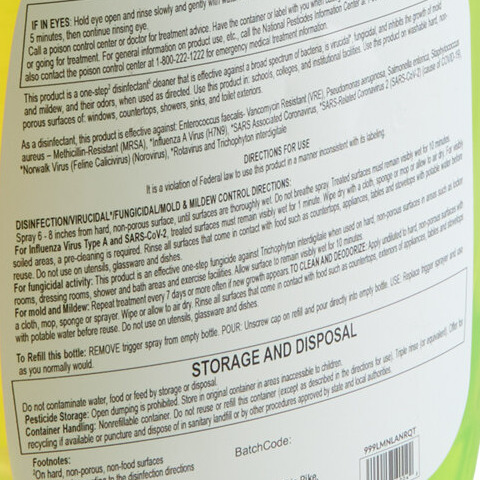 IF IN EYES: Hold eye open and rinse slowly and gently with
5 minutes, then continue rinsing eye.
Call a poison control center or doctor for treatment advice. Have the container or label with you when
or going for treatment. For general information on product use, etc., call the National Pesticides Information Center at
also contact the poison control center at 1-800-222-1222 for emergency medical treatment information.
This product is a one-step¹ disinfectant¹ cleaner that is effective against a broad spectrum of bacteria, is virucidal* fungicidal, and inhibits the growth of mold
and mildew, and their odors, when used as directed. Use this product in: schools, colleges, and institutional facilities. Use this product on washable hard, non-
porous surfaces of: windows, countertops, showers, sinks, and toilet exteriors.
As a disinfectant, this product is effective against: Enterococcus faecalis- Vancomycin Resistant (VRE), Pseudomonas aeruginosa, Salmonella enterica, Staphylococcus
aureus – Methicillin-Resistant (MRSA), *Influenza A Virus (H7N9), *SARS Associated Coronavirus, *SARS-Related Coronavirus 2 (SARS-CoV-2) (cause of COVID-19),
*Norwalk Virus (Feline Calicivirus) (Norovirus), *Rotavirus and Trichophyton interdigitale
DIRECTIONS FOR USE
It is a violation of Federal law to use this product in a manner inconsistent with its labeling.
DISINFECTION/VIRUCIDAL*/FUNGICIDAL/MOLD & MILDEW CONTROL DIRECTIONS:
Spray 6 - 8 inches from hard, non-porous surface, until surfaces are thoroughly wet. Do not breathe spray. Treated surfaces must remain visibly wet for 10 minutes.
For Influenza Virus Type A and SARS-CoV-2, treated surfaces must remain visibly wet for 1 minute. Wipe dry with a cloth, sponge or mop or allow to air dry. For visibly
soiled areas, a pre-cleaning is required. Rinse all surfaces that come in contact with food such as countertops, appliances, tables and stovetops with potable water before
reuse. Do not use on utensils, glassware and dishes.
For fungicidal activity: This product is an effective one-step fungicide against Trichophyton interdigitale when used on hard, non-porous surfaces in areas such as locker
rooms, dressing rooms, shower and bath areas and exercise facilities. Allow surface to remain visibly wet for 10 minutes.
For mold and Mildew: Repeat treatment every 7 days or more often if new growth appears. TO CLEAN AND DEODORIZE: Apply undiluted to hard, non-porous surfaces with
a cloth, mop, sponge or sprayer. Wipe or allow to air dry. Rinse all surfaces that come in contact with food such as countertops, exteriors of appliances, tables and stovetops
with potable water before reuse. Do not use on utensils, glassware and dishes.
To Refill this bottle: REMOVE trigger spray from empty bottle. POUR: Unscrew cap on refill and pour directly into empty bottle. USE: Replace trigger sprayer and use
as you normally would.
STORAGE AND DISPOSAL
Do not contaminate water, food or feed by storage or disposal.
Pesticide Storage: Open dumping is prohibited. Store in original container in areas inaccessible to children.
Container Handling: Nonrefillable container. Do not reuse or refill this container (except as described in the directions for use). Triple rinse (or equivalent). Offer for
recycling if available or puncture and dispose of in sanitary landfill or by other procedures approved by state and local authorities.
Footnotes:
¹On hard, non-porous, non-food surfaces
to the disinfection directions
BatchCode:
999LMNLANRQT
Pike,